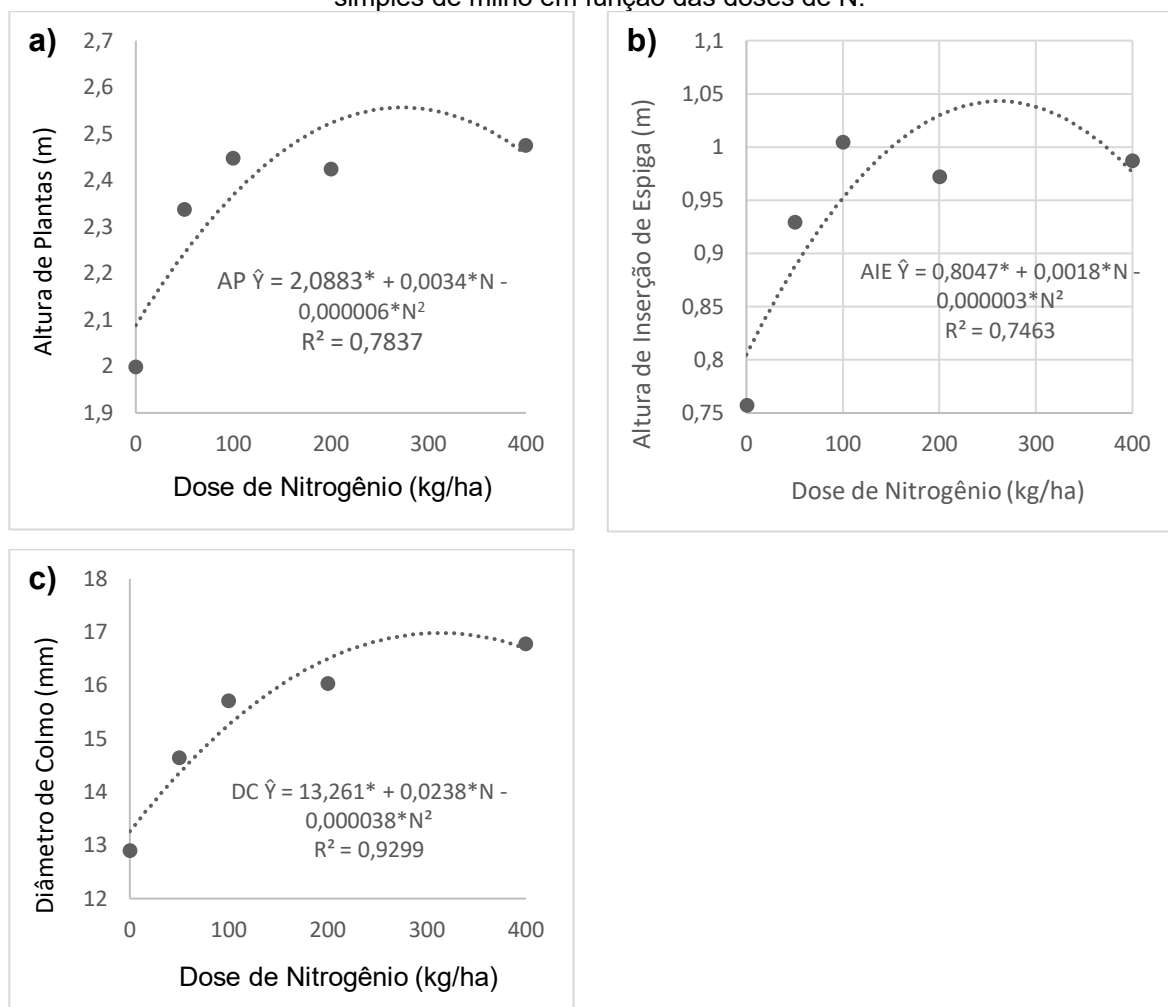 simples de milho em função das doses de N.
a)
2,7
2,6
2,5
2,4
2,3
2,2
2,1
2
1,9
Altura de Plantas (m)
AP Ŷ = 2,0883* + 0,0034*N -
0,000006*N²
R² = 0,7837
0 100 200 300 400
Dose de Nitrogênio (kg/ha)
b)
1,1
1,05
1
0,95
0,9
0,85
0,8
0,75
Altura de Inserção de Espiga (m)
AIE Ŷ = 0,8047* + 0,0018*N -
0,000003*N²
R² = 0,7463
0 100 200 300 400
Dose de Nitrogênio (kg/ha)
c)
18
17
16
15
14
13
12
Diâmetro de Colmo (mm)
DC Ŷ = 13,261* + 0,0238*N -
0,000038*N²
R² = 0,9299
0 100 200 300 400
Dose de Nitrogênio (kg/ha)